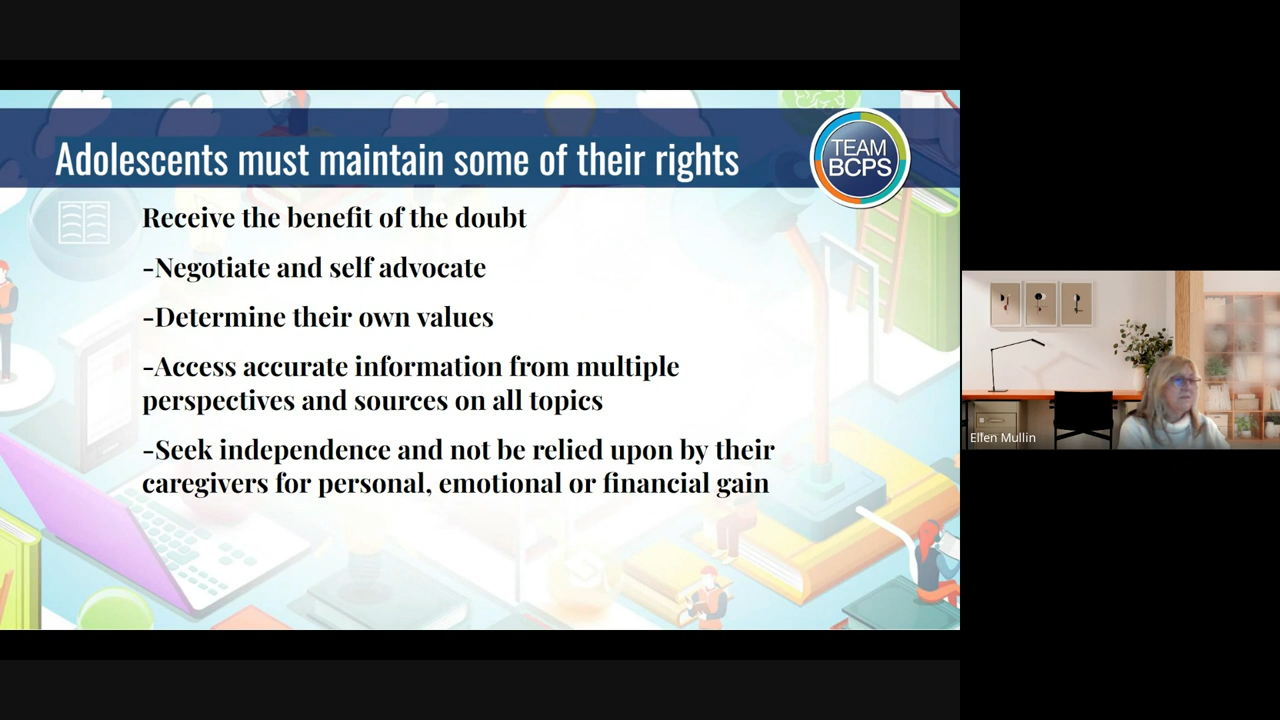 Adolescents must maintain some of their rights
TEAM
BCPS
Receive the benefit of the doubt
-Negotiate and self advocate
-Determine their own values
-Access accurate information from multiple
perspectives and sources on all topics
-Seek independence and not be relied upon by their
caregivers for personal, emotional or financial gain
Ellen Mullin